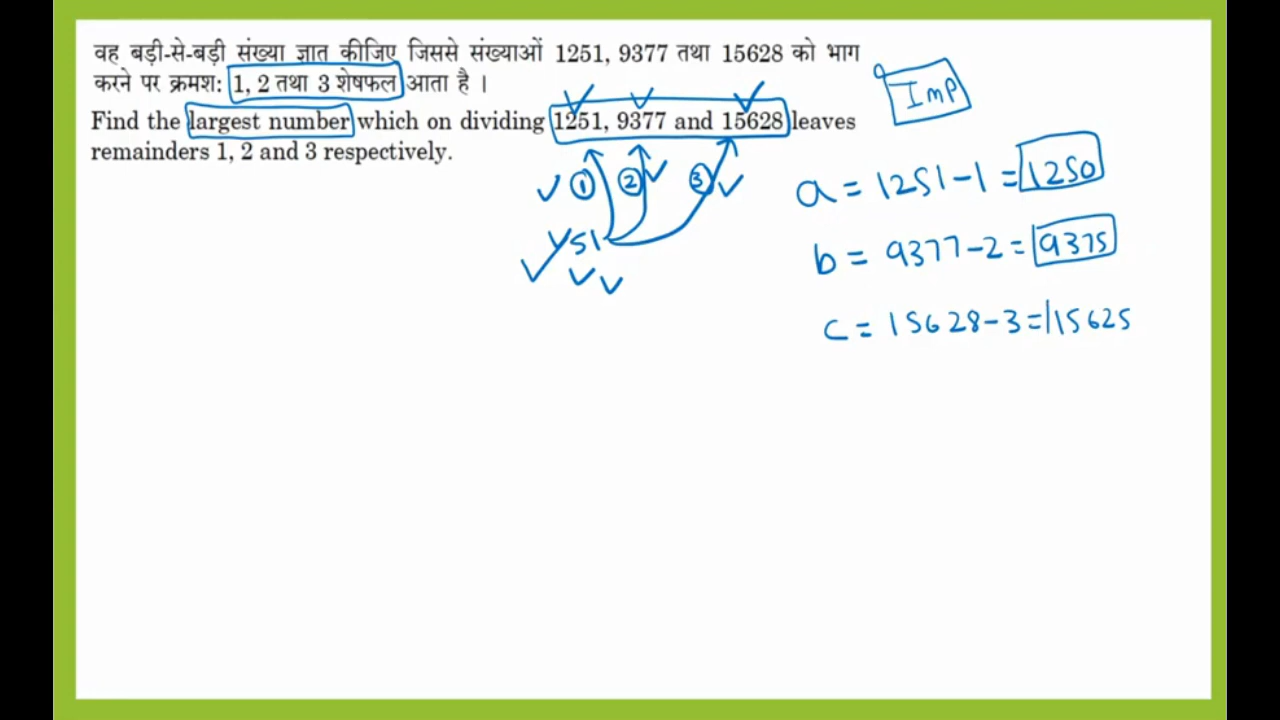 वह बड़ी-से-बड़ी संख्या ज्ञात कीजिए जिससे संख्याओं 1251, 9377 तथा 15628 को भाग
करने पर क्रमश: 1, 2 तथा 3 शेषफल आता है ।
Find the largest number which on dividing 1251, 9377 and 15628 leaves
remainders 1, 2 and 3 respectively.
Imp
1 2 3
a = 1251-1 = 1250
b = 9377-2 = 9375
c = 15628-3 = 15625